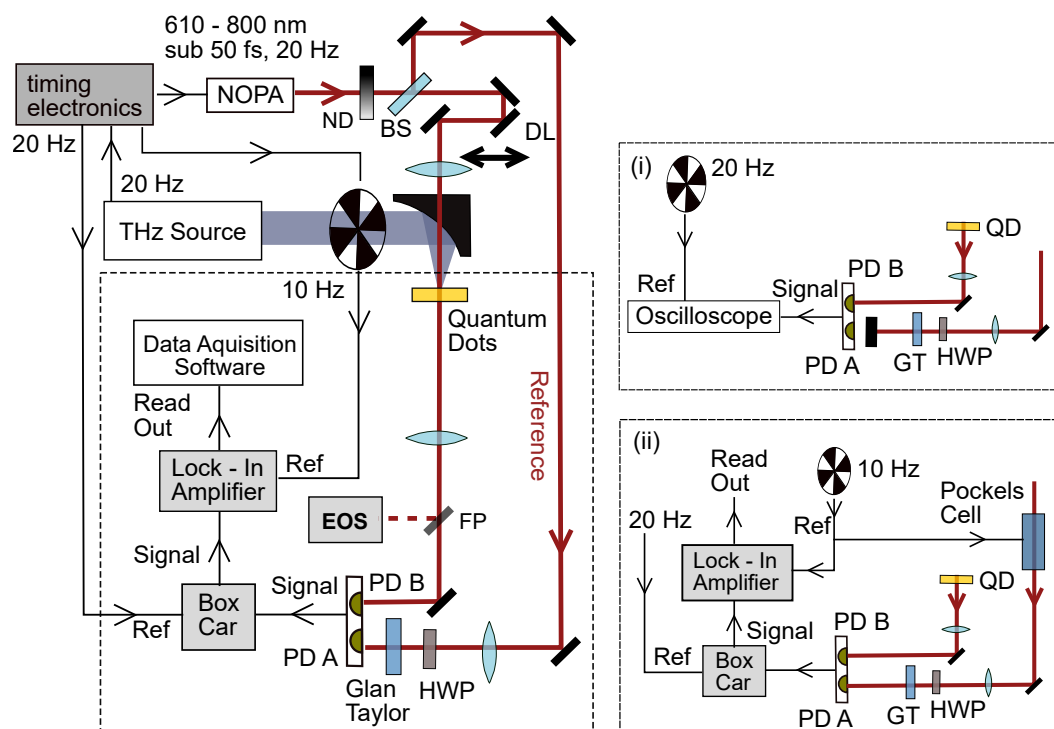 610 - 800 nm
sub 50 fs, 20 Hz
timing
electronics
NOPA
ND
BS
DL
20 Hz
20 Hz
THz Source
10 Hz
Quantum
Dots
Data Aquisition
Software
Read
Out
Lock - In
Amplifier
Ref
Reference
EOS
FP
Signal
Signal
PD B
Box
Car
Ref
PD A
Glan
Taylor
HWP
(i)
20 Hz
QD
Ref
PD B
Signal
Oscilloscope
PD A
GT
HWP
(ii)
Read
Out
10 Hz
Pockels
Cell
20 Hz
Ref
Lock - In
Amplifier
QD
Signal
PD B
Ref
Box
Car
PD A
GT
HWP